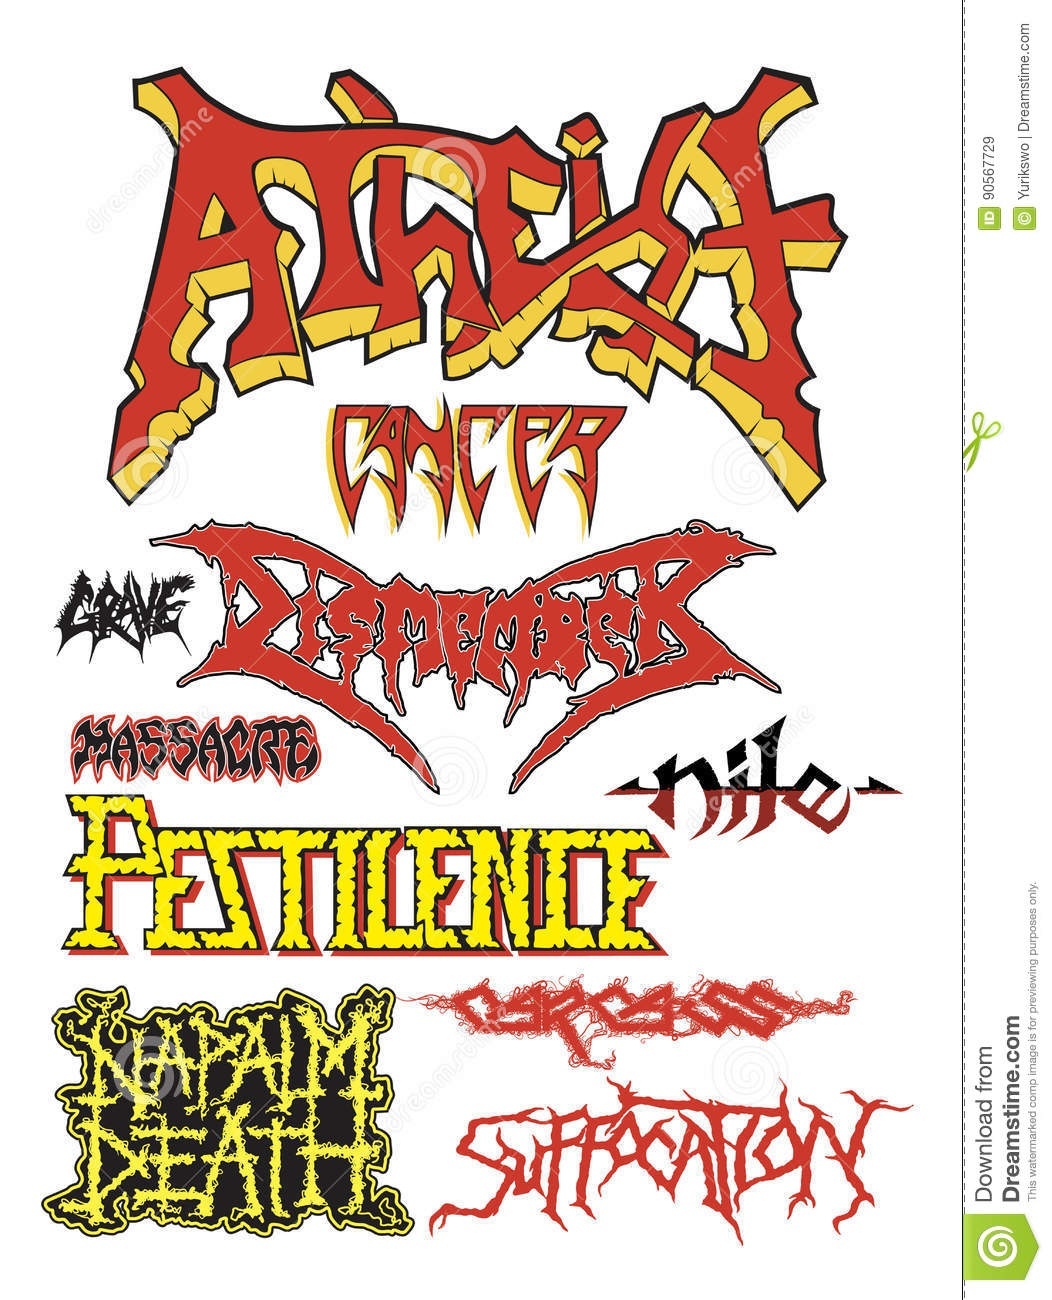 ATHEIST
CANCER
GRAVE
DISMEMBER
MASSACRE
nile
PESTILENCE
NAPALM
DEATH
CARCASS
SUFFOCATION
ID 90567729
© Yurikswo | Dreamstime.com
Download from
Dreamstime.com
This watermarked comp image is for previewing purposes only.
dreamstime